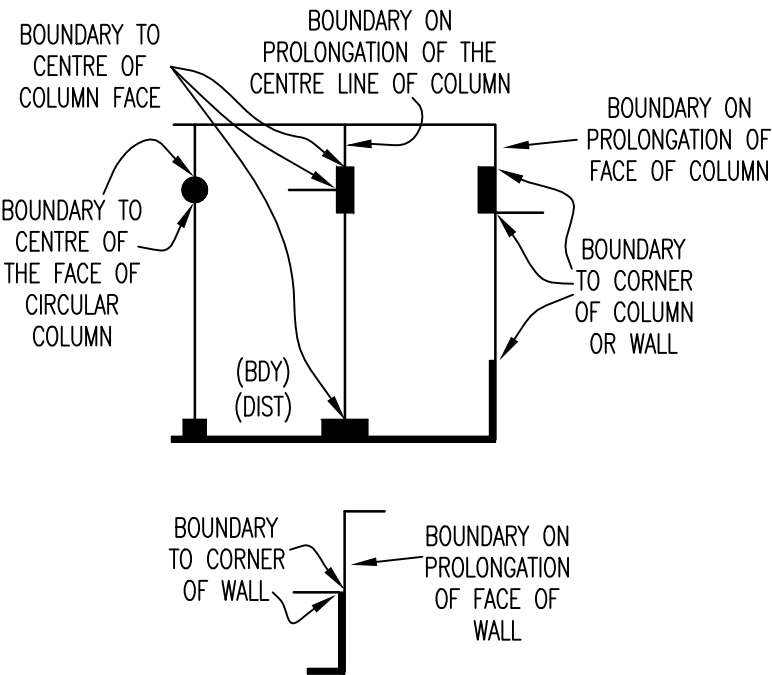 BOUNDARY TO
CENTRE OF
COLUMN FACE
BOUNDARY ON
PROLONGATION OF THE
CENTRE LINE OF COLUMN
BOUNDARY ON
PROLONGATION OF
FACE OF COLUMN
BOUNDARY TO
CENTRE OF
THE FACE OF
CIRCULAR
COLUMN
BOUNDARY
TO CORNER
OF COLUMN
OR WALL
(BDY)
(DIST)
BOUNDARY
TO CORNER
OF WALL
BOUNDARY ON
PROLONGATION
OF FACE OF
WALL